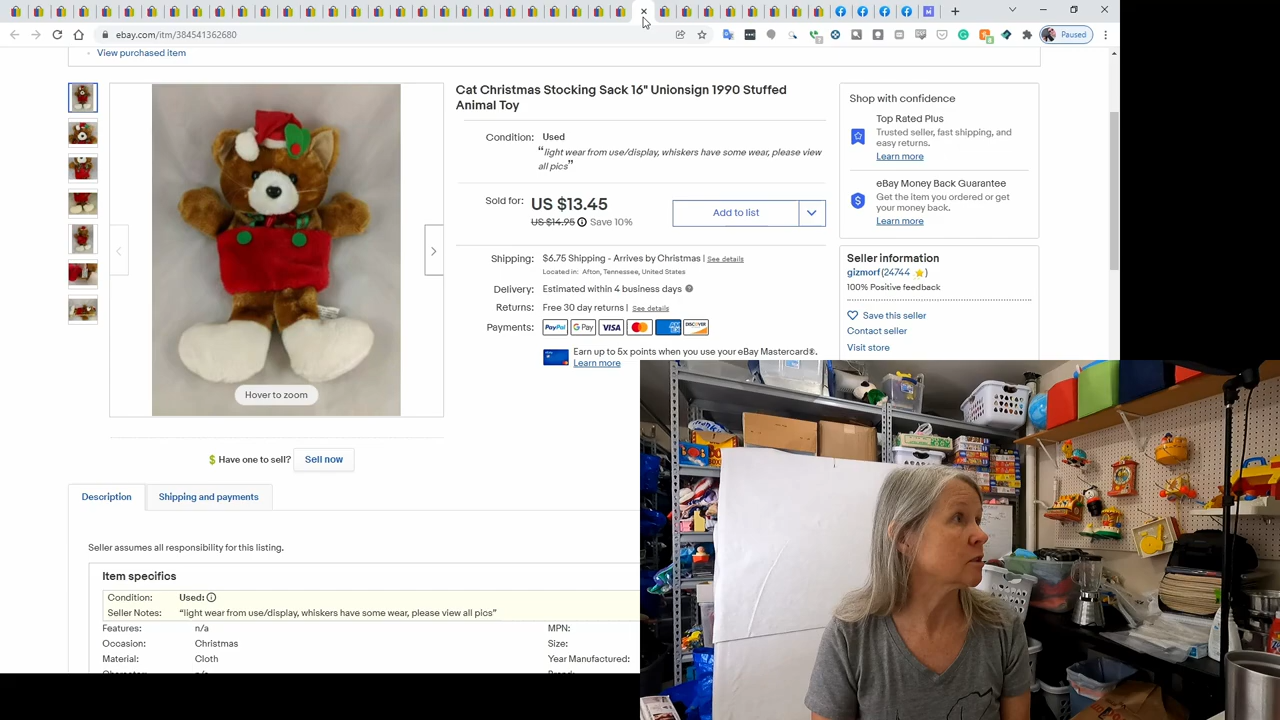 ebay.com/itm/384541362680
Paused
View purchased item
Cat Christmas Stocking Sack 16" Unionsign 1990 Stuffed
Animal Toy
Condition: Used
"light wear from use/display, whiskers have some wear, please view
all pics"
Sold for: US $13.45
US $14.95 Save 10%
Add to list
Shipping: $6.75 Shipping - Arrives by Christmas | See details
Located in: Afton, Tennessee, United States
Delivery: Estimated within 4 business days
Returns: Free 30 day returns | See details
Payments: PayPal G Pay VISA
DISCOVER
Earn up to 5x points when you use your eBay Mastercard®.
Learn more
Shop with confidence
Top Rated Plus
Trusted seller, fast shipping, and
easy returns.
Learn more
eBay Money Back Guarantee
Get the item you ordered or get
your money back.
Learn more
Seller information
gizmorf (24744)
100% Positive feedback
Save this seller
Contact seller
Visit store
Hover to zoom
$ Have one to sell? Sell now
Description
Shipping and payments
Seller assumes all responsibility for this listing.
Item specifics
Condition: Used:
Seller Notes: "light wear from use/display, whiskers have some wear, please view all pics"
Features: n/a MPN:
Occasion: Christmas Size:
Material: Cloth Year Manufactured: